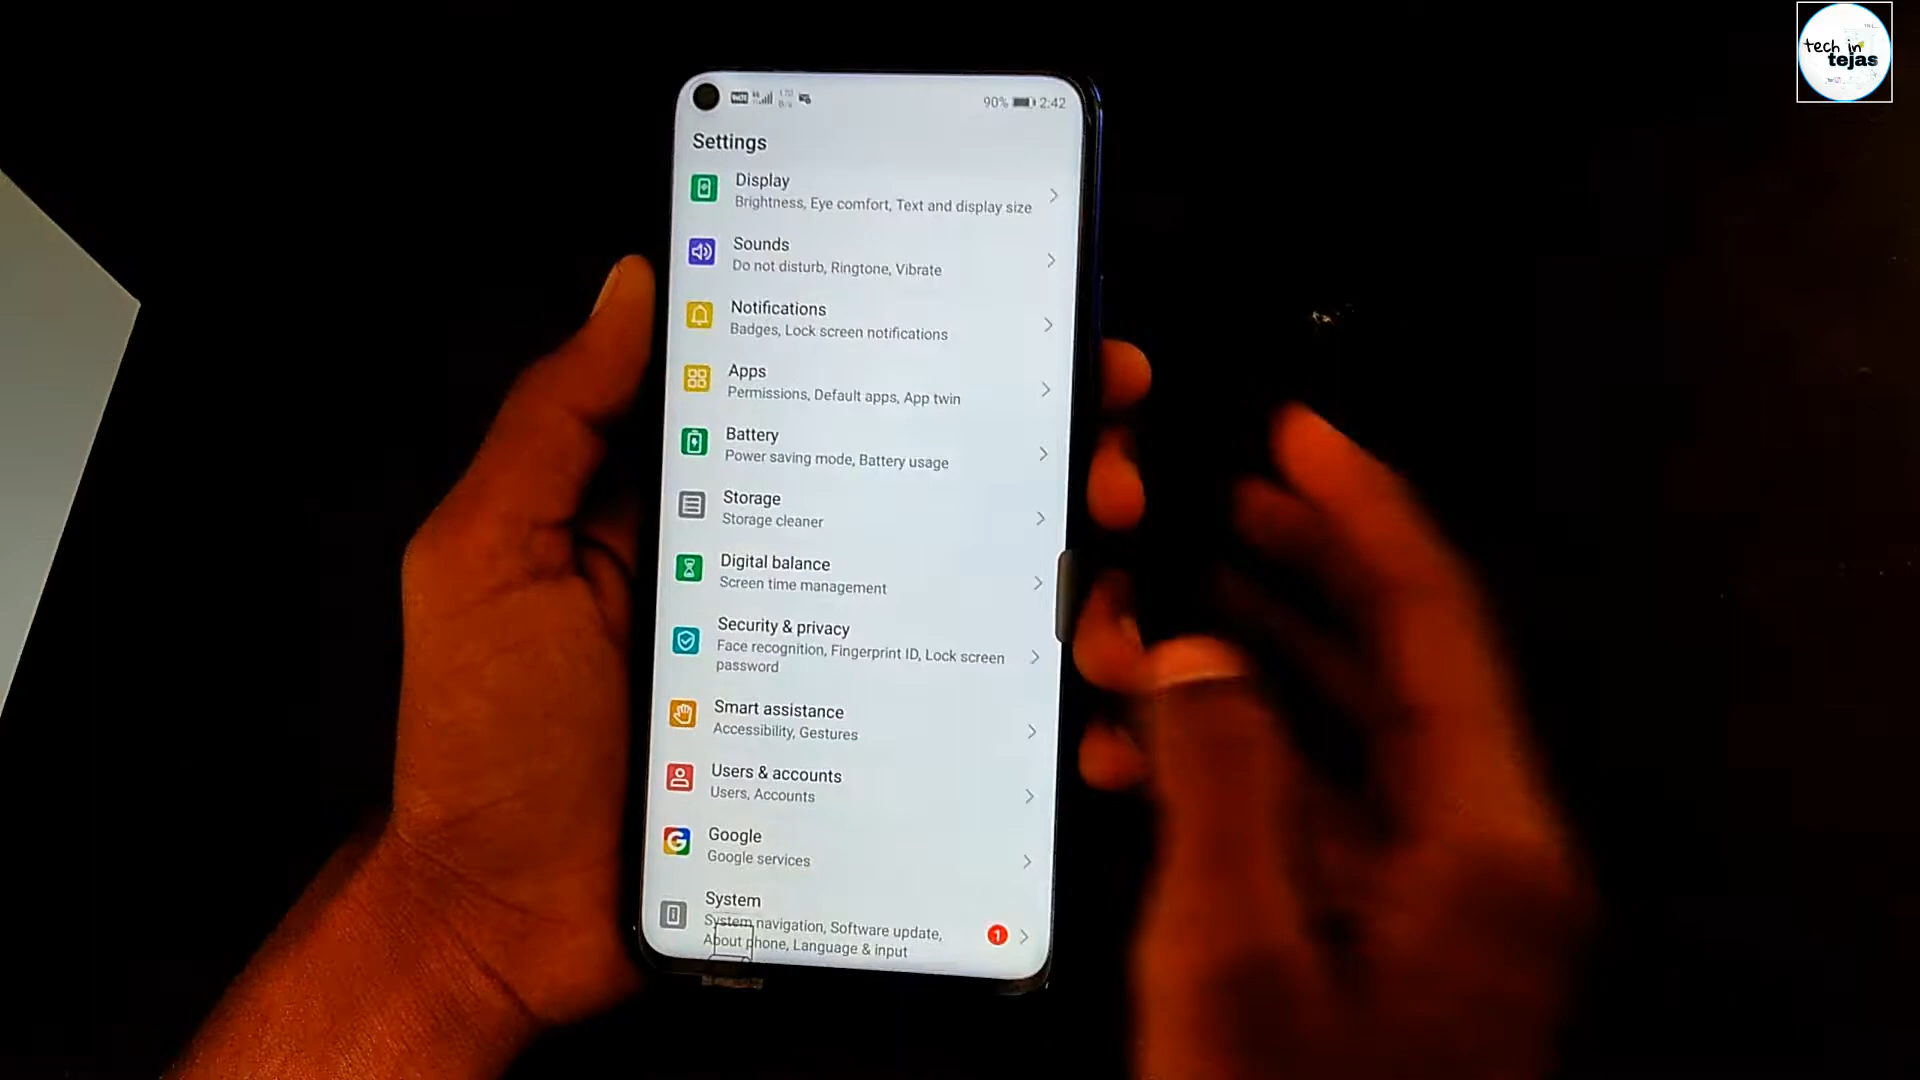 tech in
tejas
90% 2:42
Settings
Display
Brightness, Eye comfort, Text and display size
Sounds
Do not disturb, Ringtone, Vibrate
Notifications
Badges, Lock screen notifications
Apps
Permissions, Default apps, App twin
Battery
Power saving mode, Battery usage
Storage
Storage cleaner
Digital balance
Screen time management
Security & privacy
Face recognition, Fingerprint ID, Lock screen
password
Smart assistance
Accessibility, Gestures
Users & accounts
Users, Accounts
Google
Google services
System
System navigation, Software update,
About phone, Language & input
1